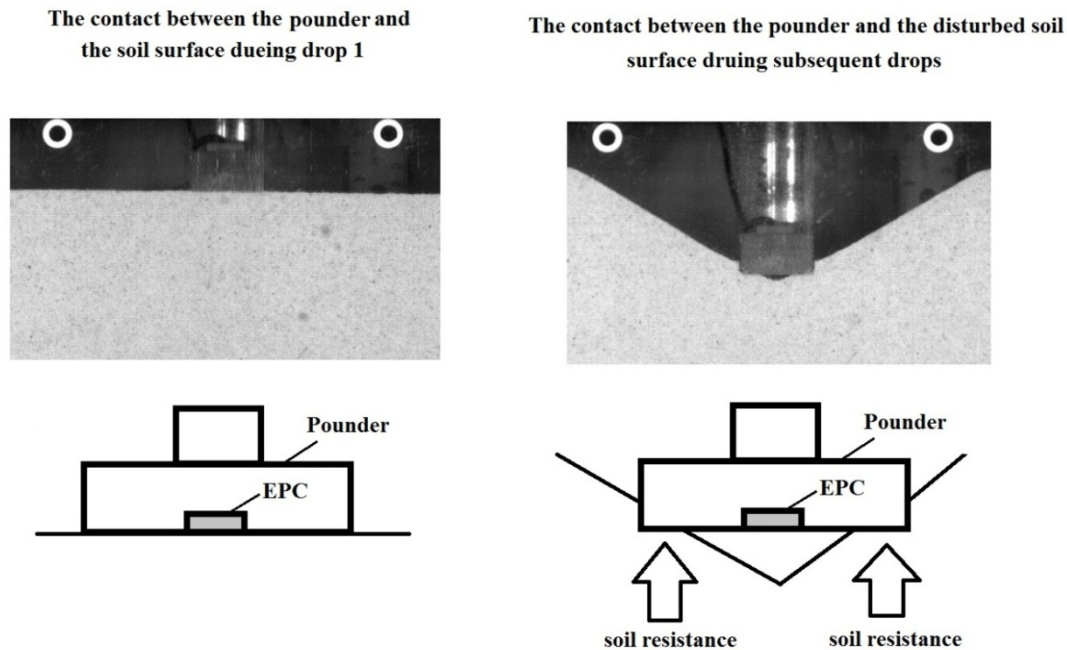 The contact between the pounder and
the soil surface dueing drop 1
The contact between the pounder and the disturbed soil
surface druing subsequent drops
Pounder
EPC
Pounder
EPC
soil resistance
soil resistance